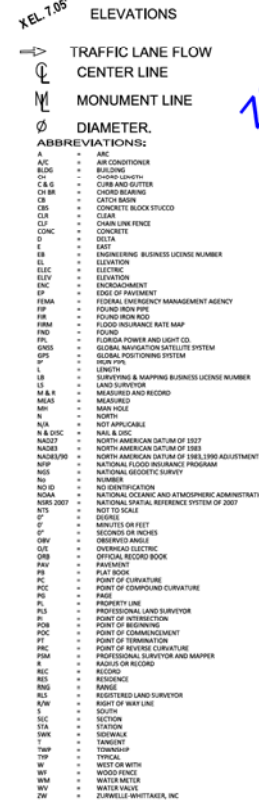 X EL. 7.05' ELEVATIONS
TRAFFIC LANE FLOW
℄ CENTER LINE
M MONUMENT LINE
Ø DIAMETER.
ABBREVIATIONS:
A = ARC
A/C = AIR CONDITIONER
BLDG = BUILDING
CH = CHORD LENGTH
C & G = CURB AND GUTTER
CH BR = CHORD BEARING
CB = CATCH BASIN
CBS = CONCRETE BLOCK STUCCO
CLR = CLEAR
CLF = CHAIN LINK FENCE
CONC = CONCRETE
D = DELTA
E = EAST
EB = ENGINEERING BUSINESS LICENSE NUMBER
EL = ELEVATION
ELEC = ELECTRIC
ELEV = ELEVATION
ENC = ENCROACHMENT
EP = EDGE OF PAVEMENT
FEMA = FEDERAL EMERGENCY MANAGEMENT AGENCY
FIP = FOUND IRON PIPE
FIR = FOUND IRON ROD
FIRM = FLOOD INSURANCE RATE MAP
FND = FOUND
FPL = FLORIDA POWER AND LIGHT CO.
GNSS = GLOBAL NAVIGATION SATELLITE SYSTEM
GPS = GLOBAL POSITIONING SYSTEM
IP = IRON PIPE
L = LENGTH
LB = SURVEYING & MAPPING BUSINESS LICENSE NUMBER
LS = LAND SURVEYOR
M & R = MEASURED AND RECORD
MEAS = MEASURED
MH = MAN HOLE
N = NORTH
N/A = NOT APPLICABLE
N & DISC = NAIL & DISC
NAD27 = NORTH AMERICAN DATUM OF 1927
NAD83 = NORTH AMERICAN DATUM OF 1983
NAD83/90 = NORTH AMERICAN DATUM OF 1983,1990 ADJUSTMENT
NFIP = NATIONAL FLOOD INSURANCE PROGRAM
NGS = NATIONAL GEODETIC SURVEY
No = NUMBER
NO ID = NO IDENTIFICATION
NOAA = NATIONAL OCEANIC AND ATMOSPHERIC ADMINISTRATI
NSRS 2007 = NATIONAL SPATIAL REFERENCE SYSTEM OF 2007
NTS = NOT TO SCALE
0° = DEGREE
0' = MINUTES OR FEET
0" = SECONDS OR INCHES
OBV = OBSERVED ANGLE
O/E = OVERHEAD ELECTRIC
ORB = OFFICIAL RECORD BOOK
PAV = PAVEMENT
PB = PLAT BOOK
PC = POINT OF CURVATURE
PCC = POINT OF COMPOUND CURVATURE
PG = PAGE
PL = PROPERTY LINE
PLS = PROFESSIONAL LAND SURVEYOR
PI = POINT OF INTERSECTION
POB = POINT OF BEGINNING
POC = POINT OF COMMENCEMENT
PT = POINT OF TERMINATION
PRC = POINT OF REVERSE CURVATURE
PSM = PROFESSIONAL SURVEYOR AND MAPPER
R = RADIUS OR RECORD
REC = RECORD
RES = RESIDENCE
RNG = RANGE
RLS = REGISTERED LAND SURVEYOR
R/W = RIGHT OF WAY LINE
S = SOUTH
SEC = SECTION
STA = STATION
SWK = SIDEWALK
T = TANGENT
TWP = TOWNSHIP
TYP = TYPICAL
W = WEST OR WITH
WF = WOOD FENCE
WM = WATER METER
WV = WATER VALVE
ZW = ZURWELLE-WHITTAKER, INC